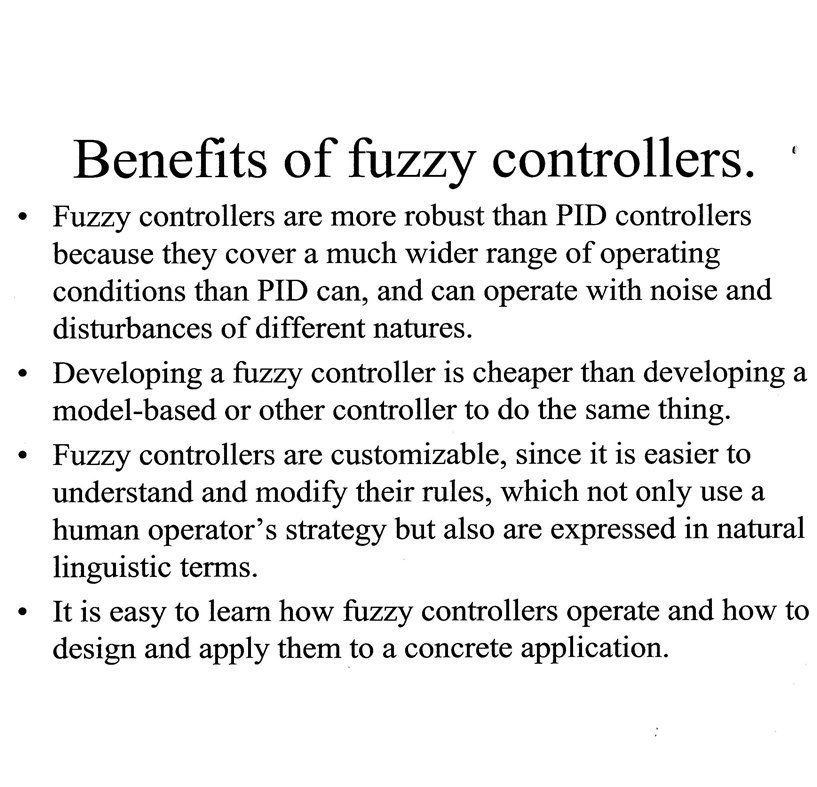 Benefits of fuzzy controllers.
• Fuzzy controllers are more robust than PID controllers
because they cover a much wider range of operating
conditions than PID can, and can operate with noise and
disturbances of different natures.
• Developing a fuzzy controller is cheaper than developing a
model-based or other controller to do the same thing.
• Fuzzy controllers are customizable, since it is easier to
understand and modify their rules, which not only use a
human operator’s strategy but also are expressed in natural
linguistic terms.
• It is easy to learn how fuzzy controllers operate and how to
design and apply them to a concrete application.